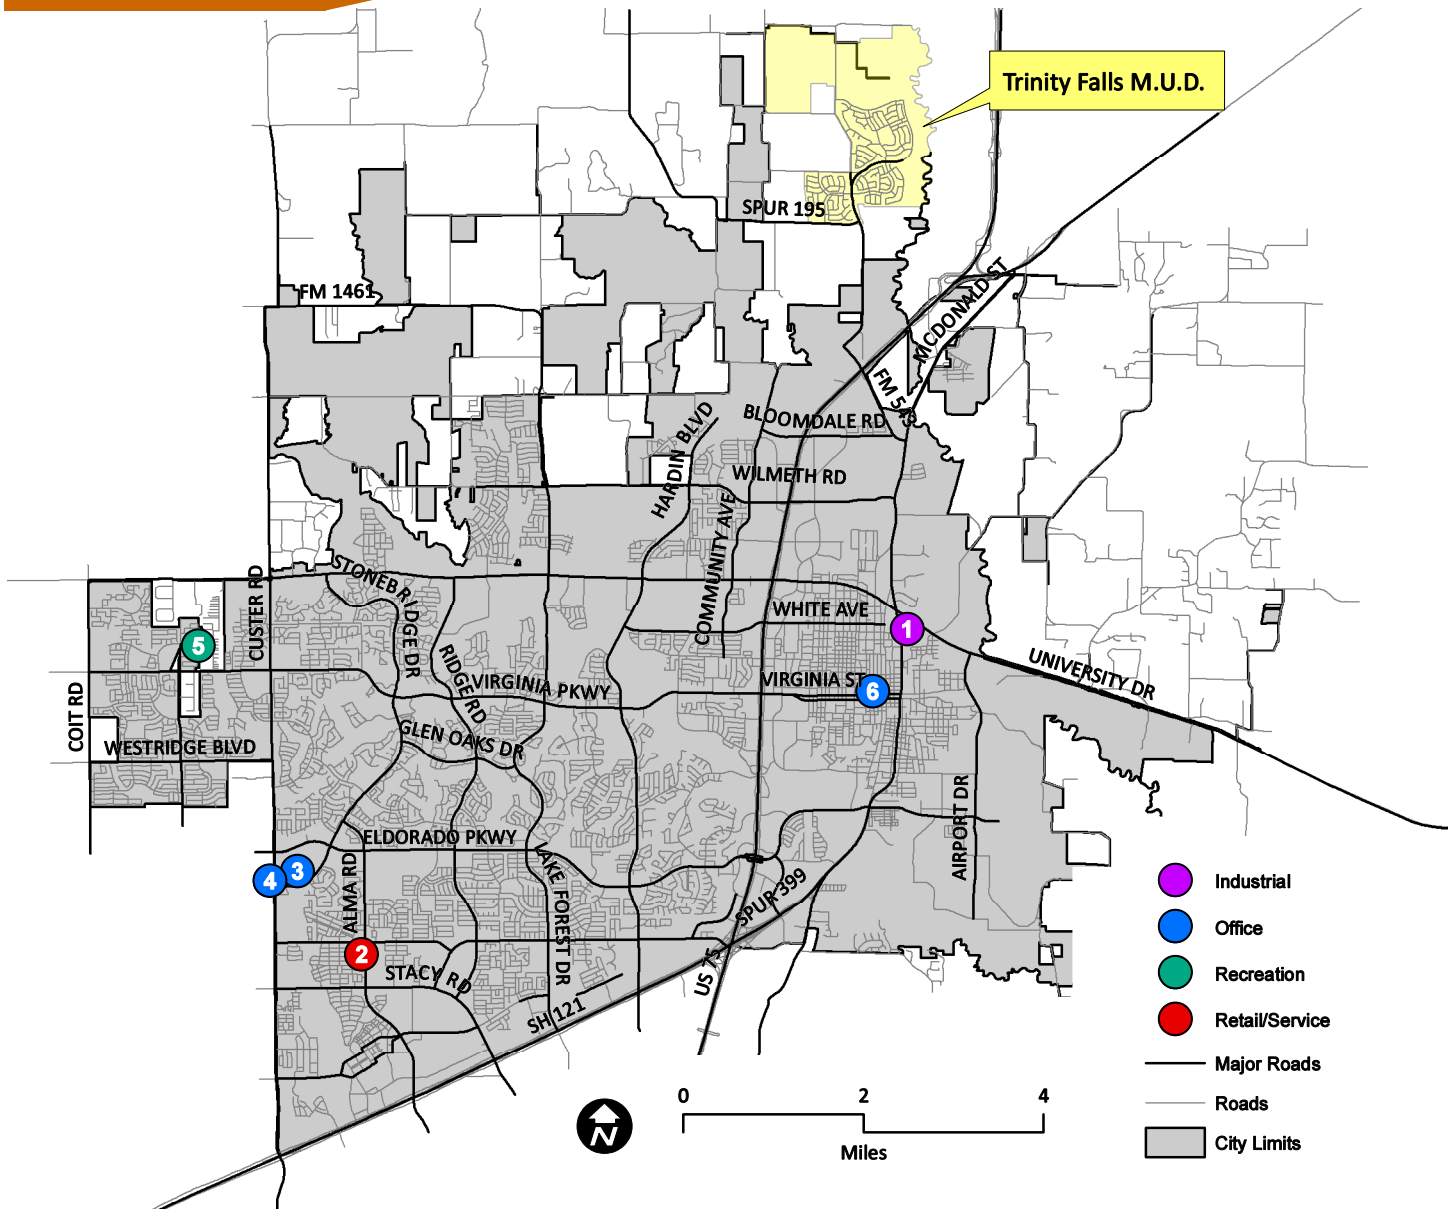 Trinity Falls M.U.D.
SPUR 195
FM 1461
MCDONALD ST
FM 543
HARDIN BLVD
BLOOMDALE RD
WILMETH RD
COMMUNITY AVE
STONEBRIDGE DR
CUSTER RD
WHITE AVE
1
5
RIDGE RD
VIRGINIA PKWY
VIRGINIA ST
6
UNIVERSITY DR
COIT RD
WESTRIDGE BLVD
GLEN OAKS DR
AIRPORT DR
ELDORADO PKWY
4
3
ALMA RD
LAKE FOREST DR
SPUR 399
2
STACY RD
US 75
SH 121
Industrial
Office
Recreation
Retail/Service
Major Roads
Roads
City Limits
N
0 2 4
Miles